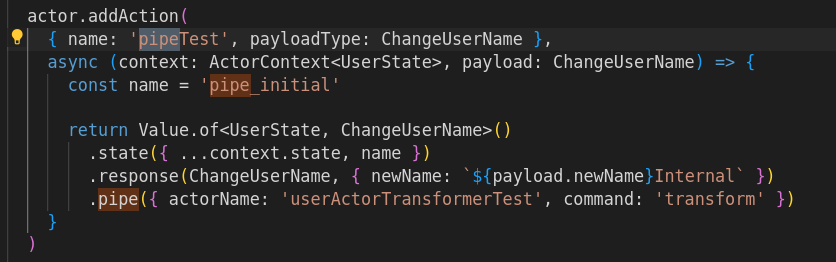 actor.addAction(
{ name: 'pipeTest', payloadType: ChangeUserName },
async (context: ActorContext<UserState>, payload: ChangeUserName) => {
const name = 'pipe_initial'
return Value.of<UserState, ChangeUserName>()
.state({ ...context.state, name })
.response(ChangeUserName, { newName: `${payload.newName}Internal` })
.pipe({ actorName: 'userActorTransformerTest', command: 'transform' })
}
)